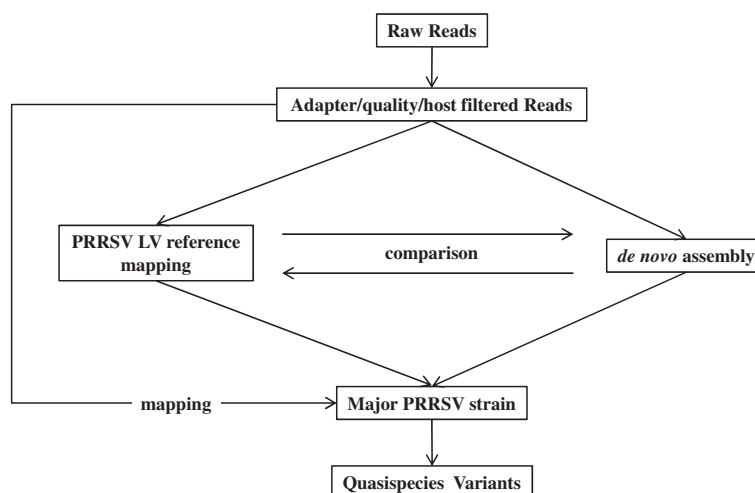 Raw Reads
Adapter/quality/host filtered Reads
PRRSV LV reference
mapping
comparison
de novo assembly
mapping
Major PRRSV strain
Quasispecies Variants